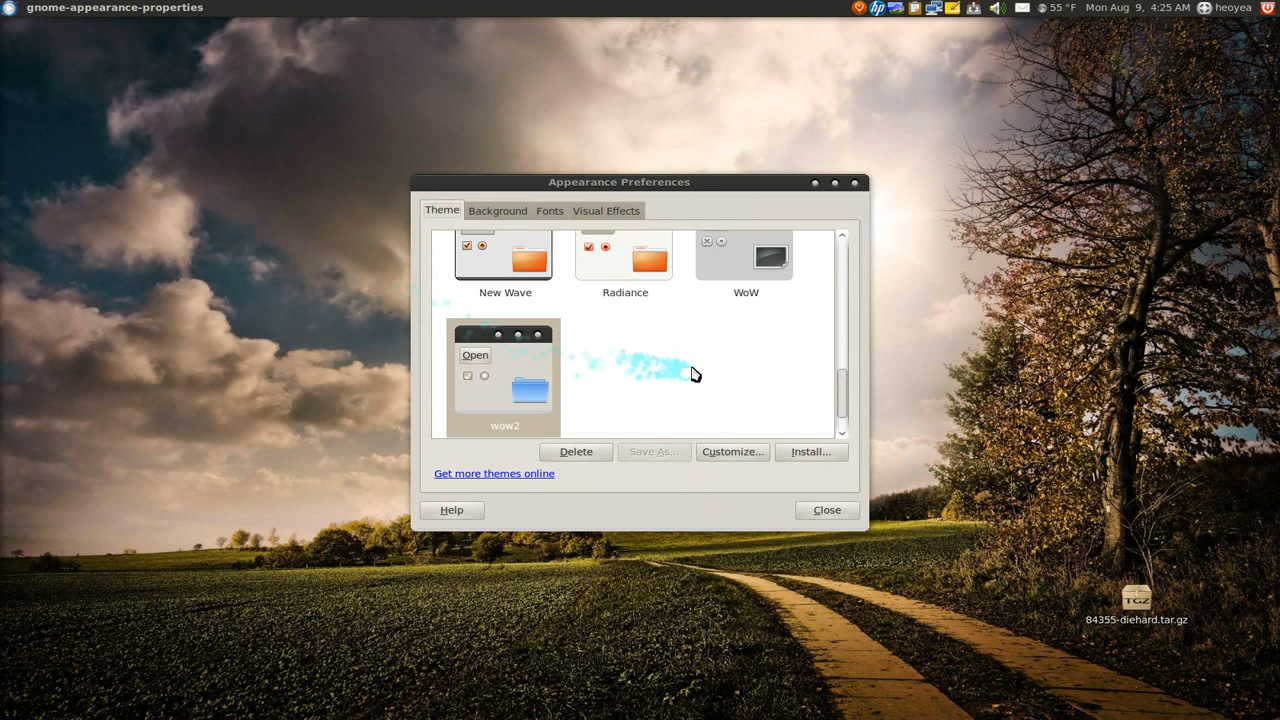 gnome-appearance-properties
hp
55 °F
Mon Aug 9, 4:25 AM
heoyea
Appearance Preferences
Theme
Background
Fonts
Visual Effects
New Wave
Radiance
WoW
Open
wow2
Delete
Save As...
Customize...
Install...
Get more themes online
Help
Close
TGZ
84355-diehard.tar.gz